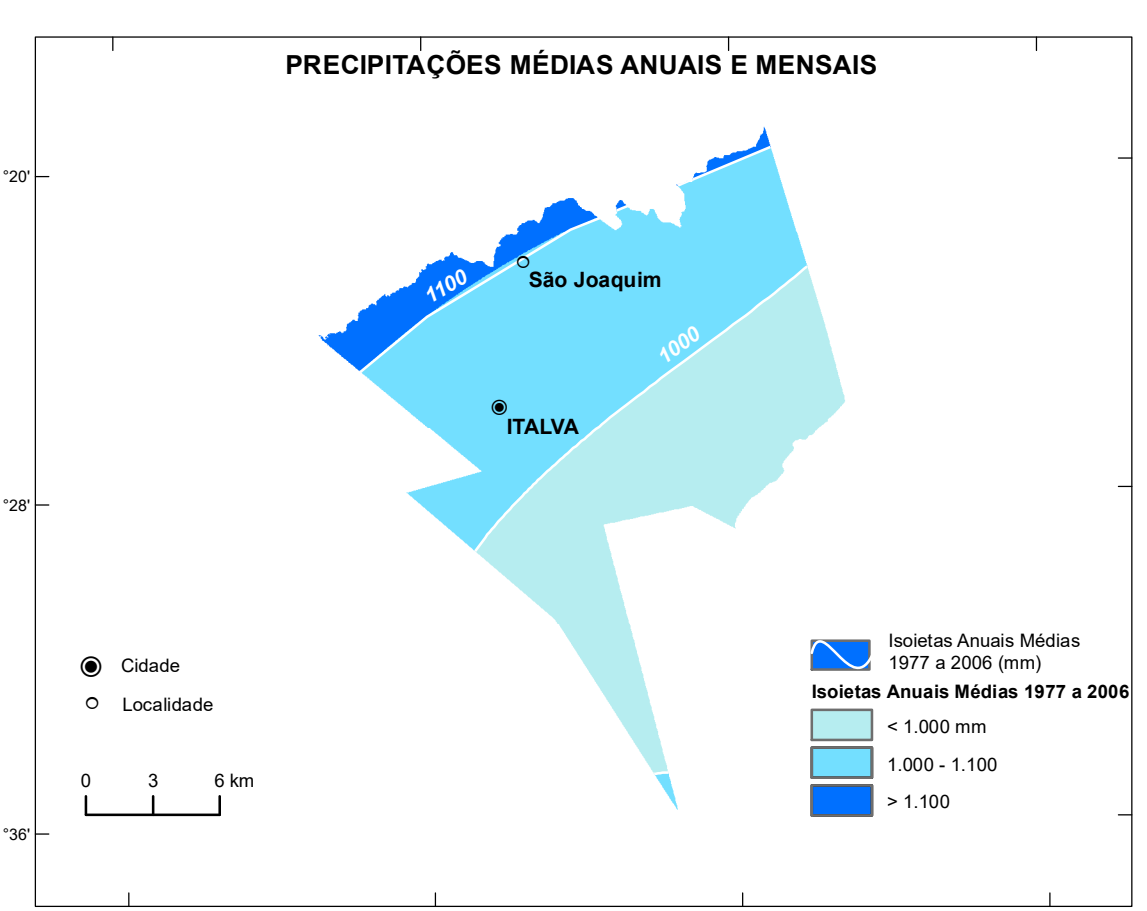 PRECIPITAÇÕES MÉDIAS ANUAIS E MENSAIS
°20'
1100
São Joaquim
1000
ITALVA
°28'
Cidade
Localidade
0 3 6 km
°36'
Isoietas Anuais Médias
1977 a 2006 (mm)
Isoietas Anuais Médias 1977 a 2006
< 1.000 mm
1.000 - 1.100
> 1.100